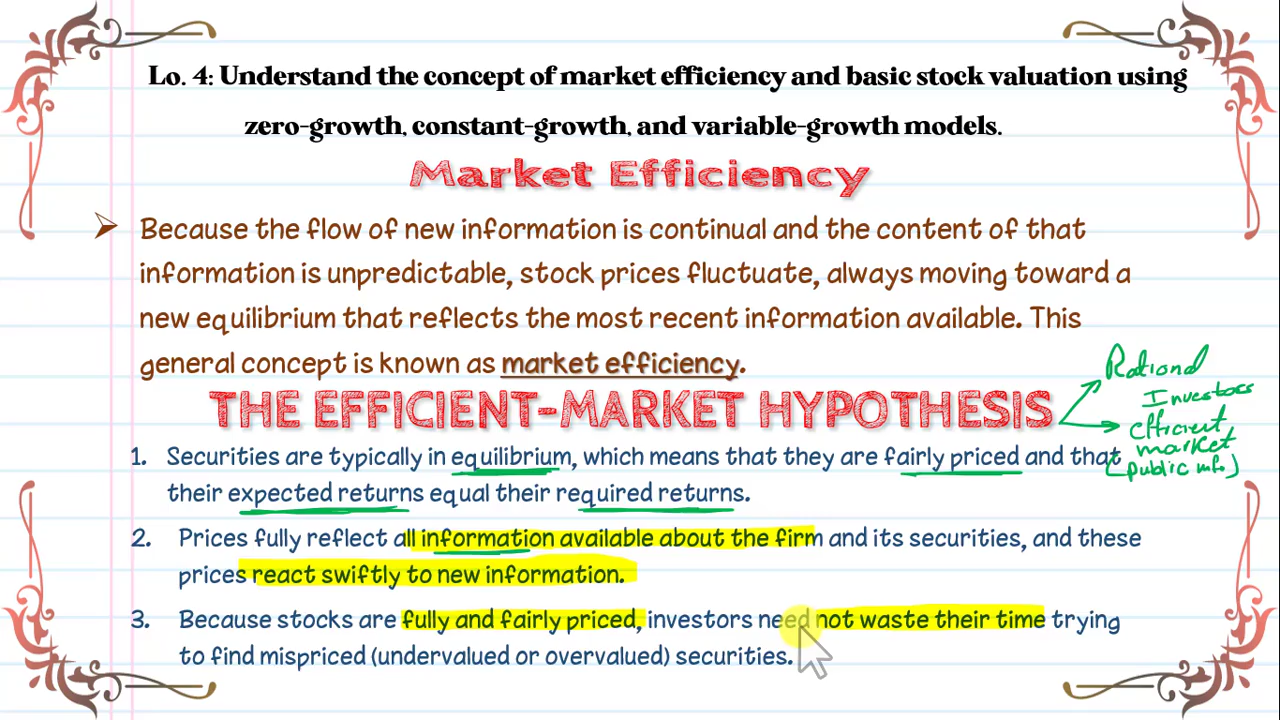 Lo. 4: Understand the concept of market efficiency and basic stock valuation using
zero-growth, constant-growth, and variable-growth models.
Market Efficiency
➢ Because the flow of new information is continual and the content of that
information is unpredictable, stock prices fluctuate, always moving toward a
new equilibrium that reflects the most recent information available. This
general concept is known as market efficiency.
THE EFFICIENT-MARKET HYPOTHESIS
Rational
Investors
efficient
market
(public info.)
1. Securities are typically in equilibrium, which means that they are fairly priced and that
their expected returns equal their required returns.
2. Prices fully reflect all information available about the firm and its securities, and these
prices react swiftly to new information.
3. Because stocks are fully and fairly priced, investors need not waste their time trying
to find mispriced (undervalued or overvalued) securities.